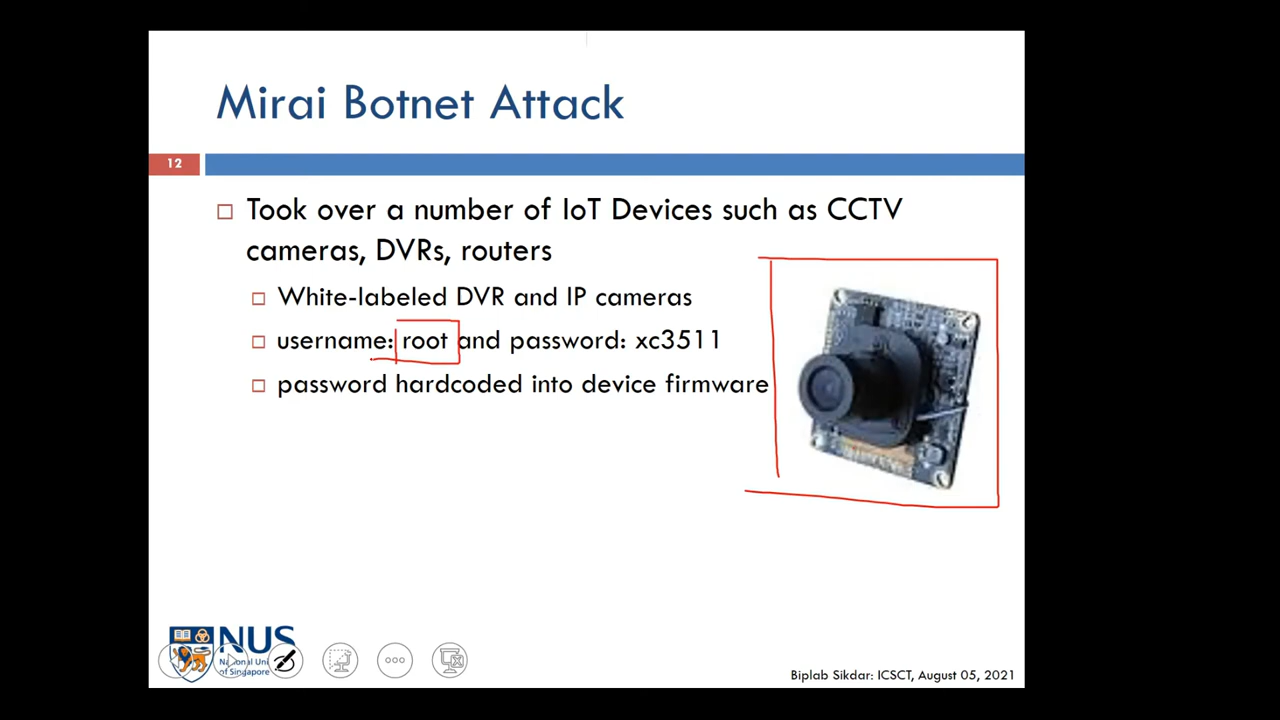 Mirai Botnet Attack
12
Took over a number of IoT Devices such as CCTV
cameras, DVRs, routers
White-labeled DVR and IP cameras
username: root and password: xc3511
password hardcoded into device firmware
NUS
National Uni
of Singapore
Biplab Sikdar: ICSCT, August 05, 2021